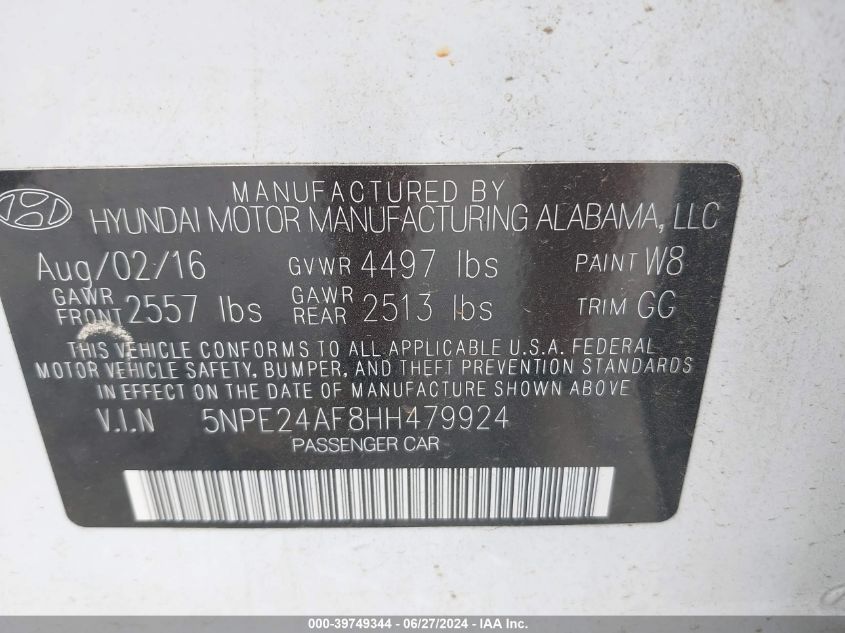 MANUFACTURED BY
HYUNDAI MOTOR MANUFACTURING ALABAMA, LLC
Aug/02/16 GVWR 4497 lbs PAINT W8
GAWR FRONT 2557 lbs GAWR REAR 2513 lbs TRIM GG
THIS VEHICLE CONFORMS TO ALL APPLICABLE U.S.A. FEDERAL
MOTOR VEHICLE SAFETY, BUMPER, AND THEFT PREVENTION STANDARDS
IN EFFECT ON THE DATE OF MANUFACTURE SHOWN ABOVE
V.I.N 5NPE24AF8HH479924
PASSENGER CAR
000-39749344 / 06/27/2024 - IAA Inc.